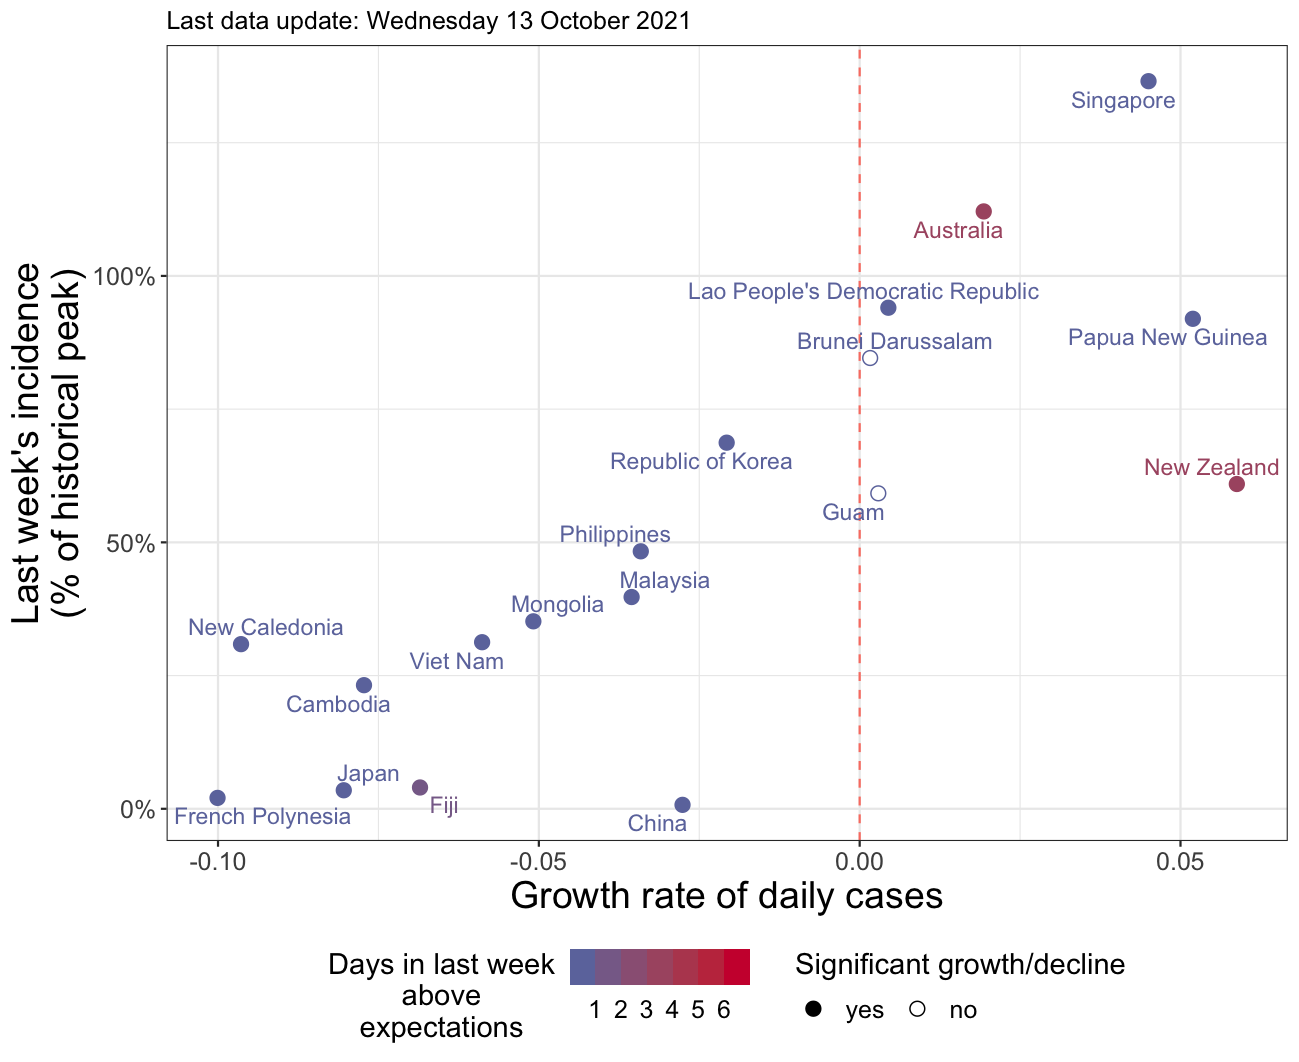 Last data update: Wednesday 13 October 2021
Last week's incidence
(% of historical peak)
100%
50%
0%
Singapore
Australia
Lao People's Democratic Republic
Papua New Guinea
Brunei Darussalam
Republic of Korea
New Zealand
Guam
Philippines
Malaysia
Mongolia
New Caledonia
Viet Nam
Cambodia
Japan
Fiji
French Polynesia
China
-0.10 -0.05 0.00 0.05
Growth rate of daily cases
Days in last week
above
expectations
1 2 3 4 5 6
Significant growth/decline
yes no